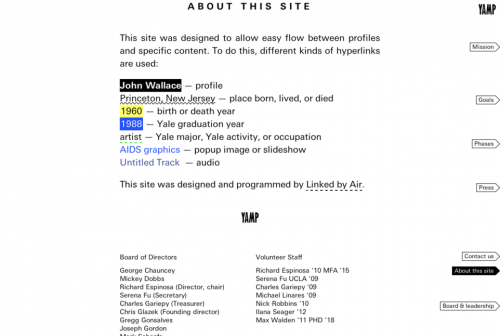 ABOUT THIS SITE
YAMP
This site was designed to allow easy flow between profiles
and specific content. To do this, different kinds of hyperlinks
are used:
Mission
John Wallace — profile
Princeton, New Jersey — place born, lived, or died
Goals
1960 — birth or death year
1988 — Yale graduation year
artist — Yale major, Yale activity, or occupation
Phases
AIDS graphics — popup image or slideshow
Untitled Track — audio
This site was designed and programmed by Linked by Air.
Press
YAMP
Board of Directors
Volunteer Staff
Contact us
George Chauncey
Mickey Dobbs
Richard Espinosa (Director, chair)
Serena Fu (Secretary)
Charles Gariepy (Treasurer)
Chris Glazek (Founding director)
Gregg Gonsalves
Joseph Gordon
Richard Espinosa '10 MFA '15
Serena Fu UCLA '09
Charles Gariepy '09
Michael Linares '09
Nick Robbins '10
Ilana Seager '12
Max Walden '11 PHD '18
About this site
Board & leadership